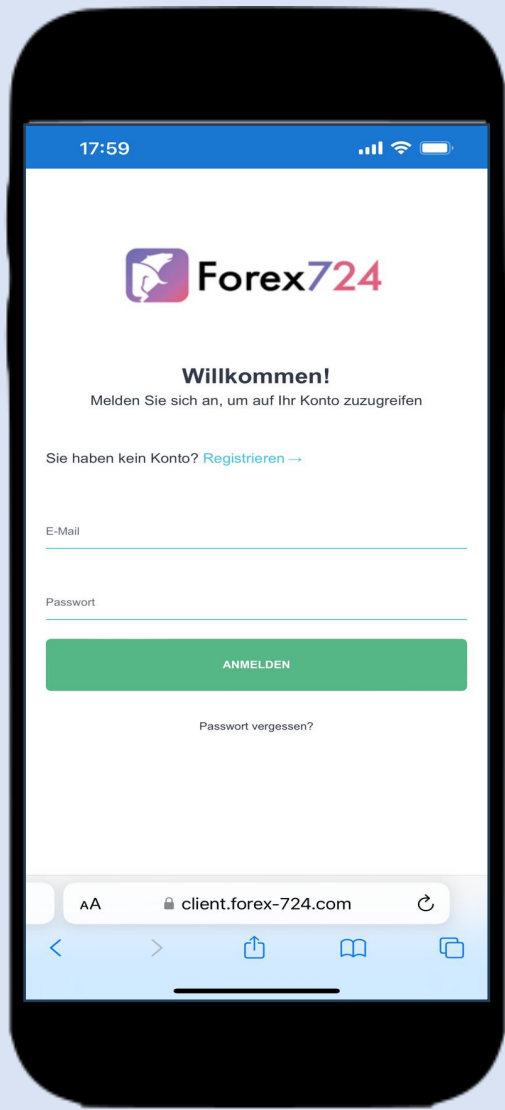 17:59
Forex724
Willkommen!
Melden Sie sich an, um auf Ihr Konto zuzugreifen
Sie haben kein Konto? Registrieren →
E-Mail
Passwort
ANMELDEN
Passwort vergessen?
AA client.forex-724.com